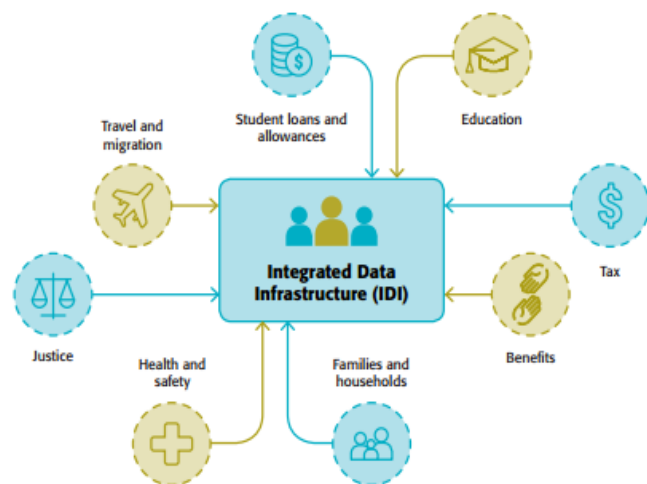 Student loans and
allowances
Education
Travel and
migration
Integrated Data
Infrastructure (IDI)
$
$
Tax
Justice
Benefits
Health and
safety
Families and
households